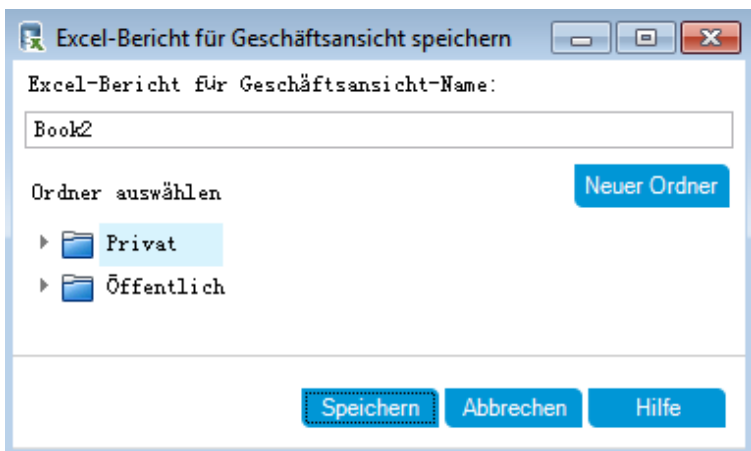 Excel-Bericht für Geschäftsansicht speichern
Excel-Bericht für Geschäftsansicht-Name:
Book2
Ordner auswählen
Neuer Ordner
Privat
Öffentlich
Speichern Abbrechen Hilfe